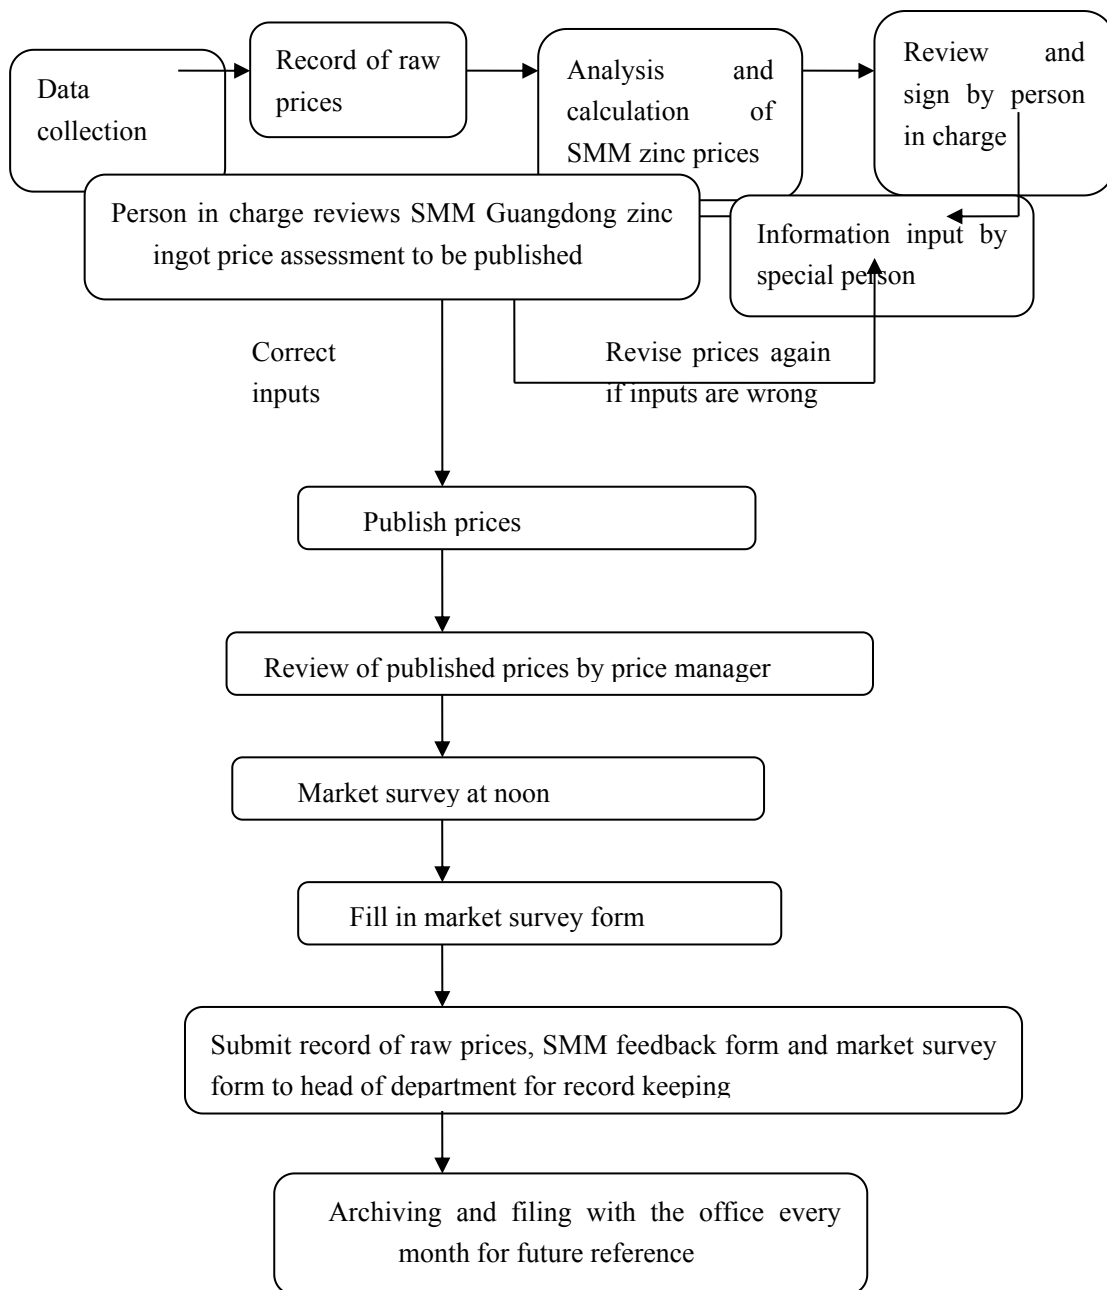 Data
collection
Record of raw
prices
Analysis and
calculation of
SMM zinc prices
Review and
sign by person
in charge
Person in charge reviews SMM Guangdong zinc
ingot price assessment to be published
Information input by
special person
Correct
inputs
Revise prices again
if inputs are wrong
Publish prices
Review of published prices by price manager
Market survey at noon
Fill in market survey form
Submit record of raw prices, SMM feedback form and market survey
form to head of department for record keeping
Archiving and filing with the office every
month for future reference